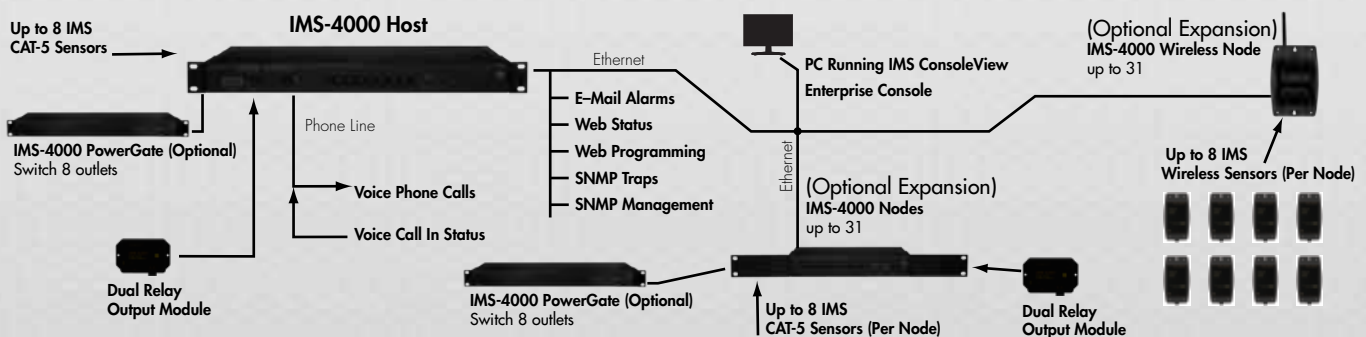 Up to 8 IMS
CAT-5 Sensors
IMS-4000 Host
IMS-4000 PowerGate (Optional)
Switch 8 outlets
Dual Relay
Output Module
Phone Line
Voice Phone Calls
Voice Call In Status
Ethernet
E–Mail Alarms
Web Status
Web Programming
SNMP Traps
SNMP Management
PC Running IMS ConsoleView
Enterprise Console
Ethernet
(Optional Expansion)
IMS-4000 Nodes
up to 31
IMS-4000 PowerGate (Optional)
Switch 8 outlets
Up to 8 IMS
CAT-5 Sensors (Per Node)
Dual Relay
Output Module
(Optional Expansion)
IMS-4000 Wireless Node
up to 31
Up to 8 IMS
Wireless Sensors (Per Node)